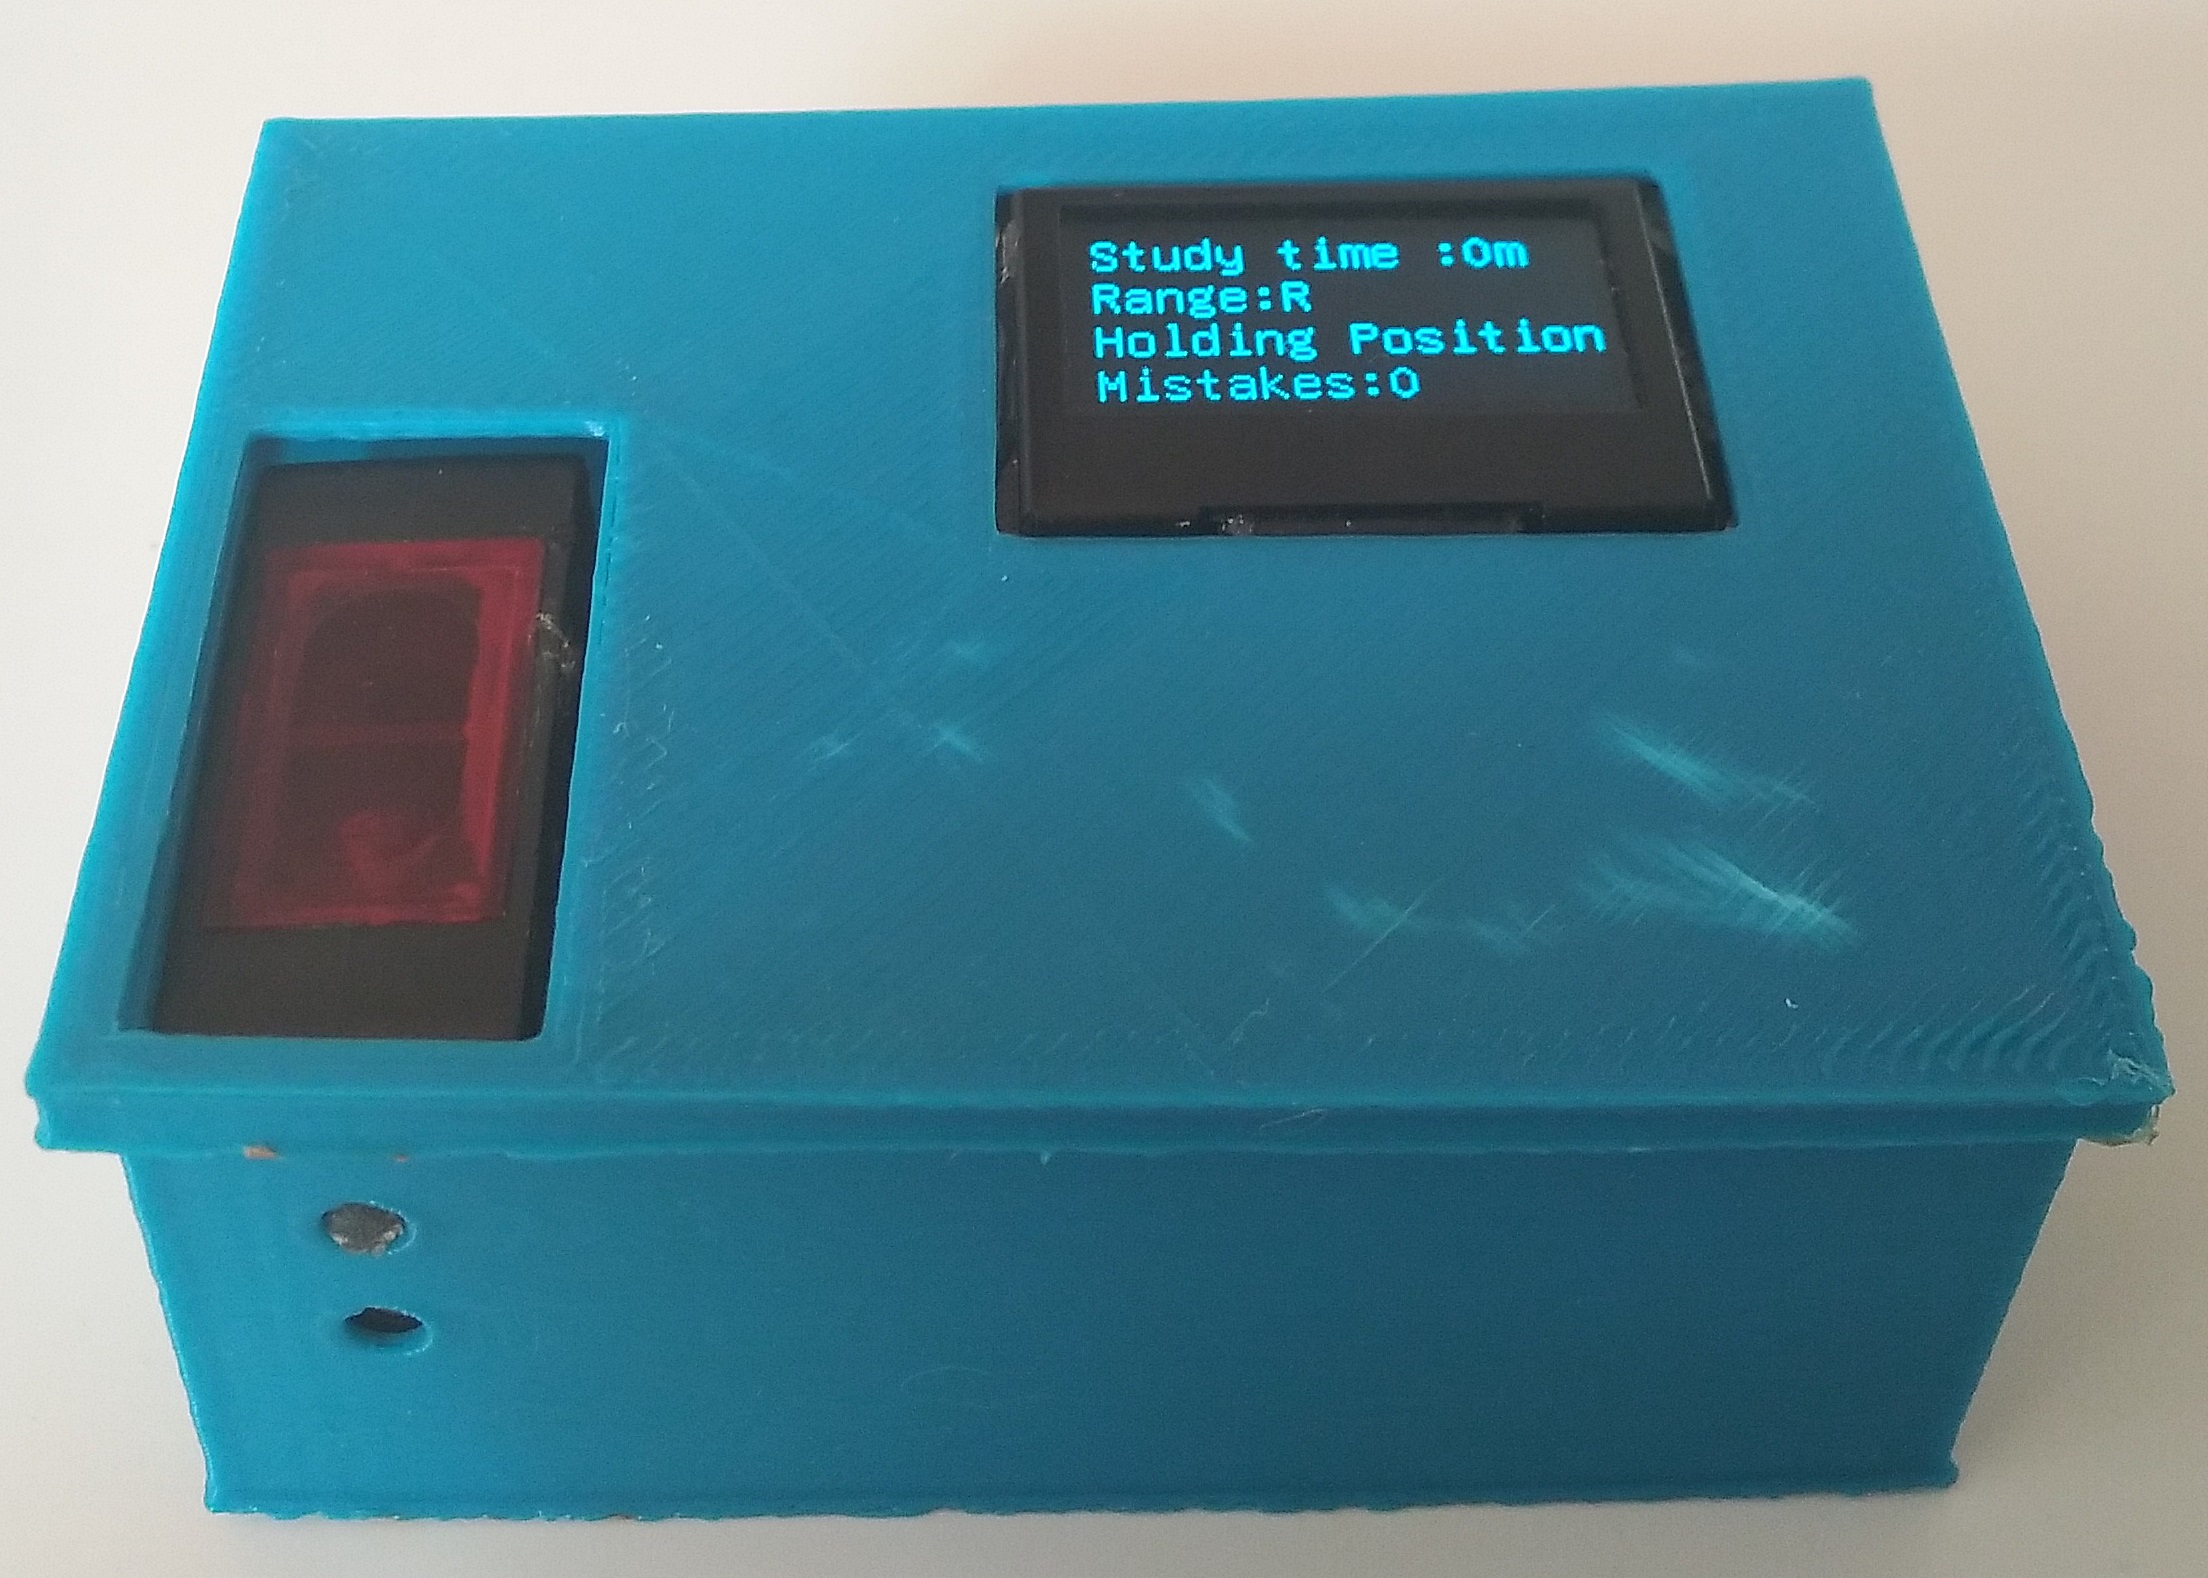 Study time :0m
Range:R
Holding Position
Mistakes:0